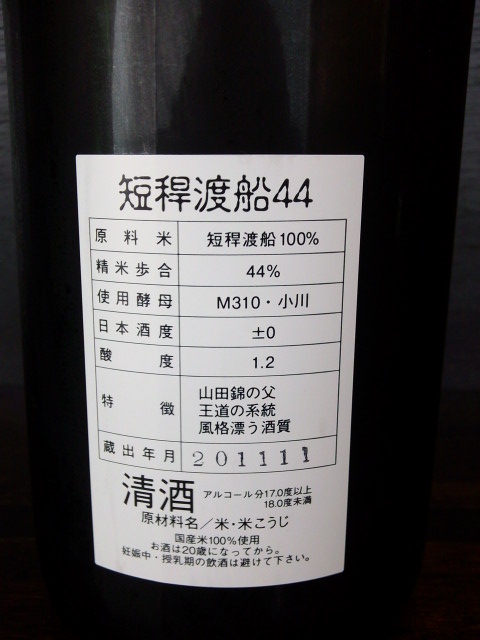 短稈渡船44
原料米 短稈渡船100%
精米歩合 44%
使用酵母 M310・小川
日本酒度 ±0
酸度 1.2
特徴 山田錦の父
王道の系統
風格漂う酒質
蔵出年月 201111
清酒 アルコール分17.0度以上
18.0度未満
原材料名／米・米こうじ
国産米100%使用
お酒は20歳になってから。
妊娠中・授乳期の飲酒は避けて下さい。